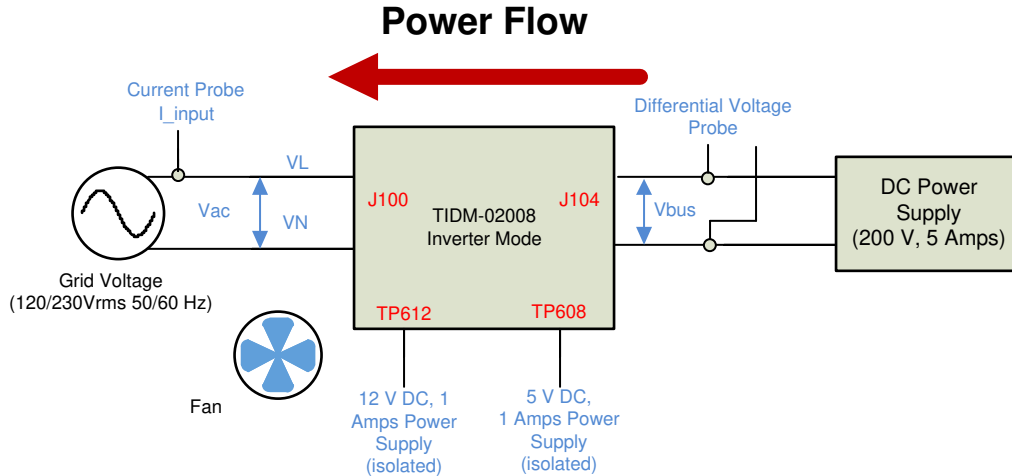 Power Flow
Current Probe
I_input
Differential Voltage
Probe
VL
Vac
VN
J100
J104
TIDM-02008
Inverter Mode
Vbus
DC Power
Supply
(200 V, 5 Amps)
Grid Voltage
(120/230Vrms 50/60 Hz)
TP612
TP608
Fan
12 V DC, 1
Amps Power
Supply
(isolated)
5 V DC,
1 Amps Power
Supply
(isolated)